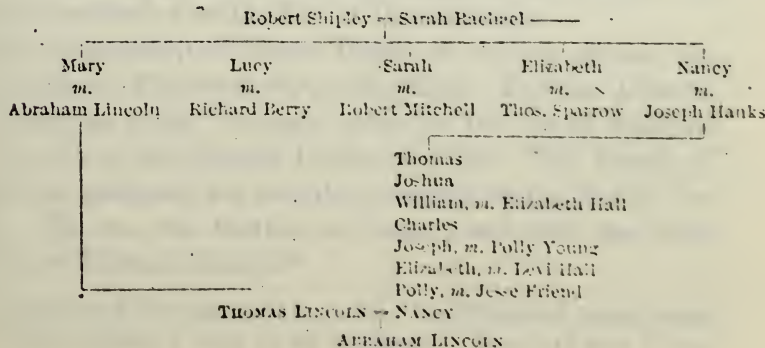 Robert Shipley = Sarah Rachael ——
Mary Lucy Sarah Elizabeth Nancy
m. m. m. m. m.
Abraham Lincoln Richard Berry Robert Mitchell Thos. Sparrow Joseph Hanks
Thomas
Joshua
William, m. Elizabeth Hall
Charles
Joseph, m. Polly Young
Elizabeth, m. Levi Hall
Polly, m. Jesse Friend
THOMAS LINCOLN = NANCY
ABRAHAM LINCOLN